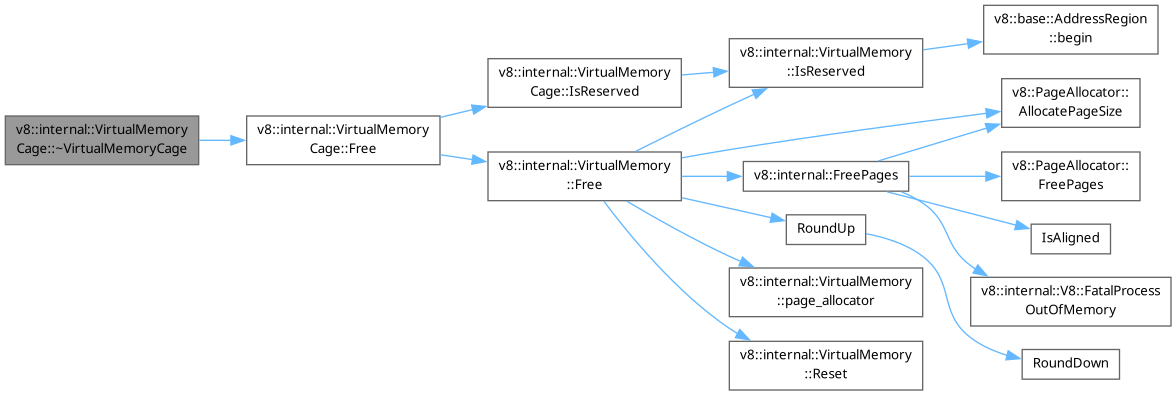 v8::internal::VirtualMemory
Cage::~VirtualMemoryCage
v8::internal::VirtualMemory
Cage::Free
v8::internal::VirtualMemory
Cage::IsReserved
v8::internal::VirtualMemory
::Free
v8::internal::VirtualMemory
::IsReserved
v8::internal::FreePages
RoundUp
v8::internal::VirtualMemory
::page_allocator
v8::internal::VirtualMemory
::Reset
v8::base::AddressRegion
::begin
v8::PageAllocator::
AllocatePageSize
v8::PageAllocator::
FreePages
IsAligned
v8::internal::V8::FatalProcess
OutOfMemory
RoundDown